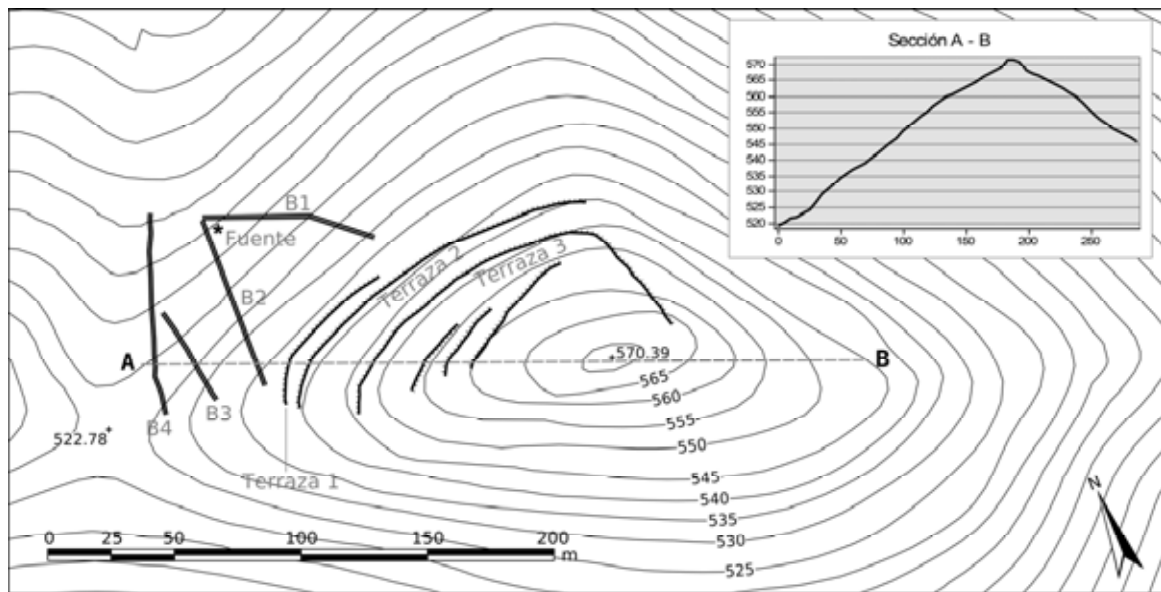 Sección A - B
570
565
560
555
550
545
540
535
530
525
520
0 50 100 150 200 250
B1
* Fuente
Terraza 2
Terraza 3
B2
A
+570.39
B
565
560
B3
555
B4
522.78+
550
Terraza 1
545
540
535
530
525
N
0 25 50 100 150 200
m